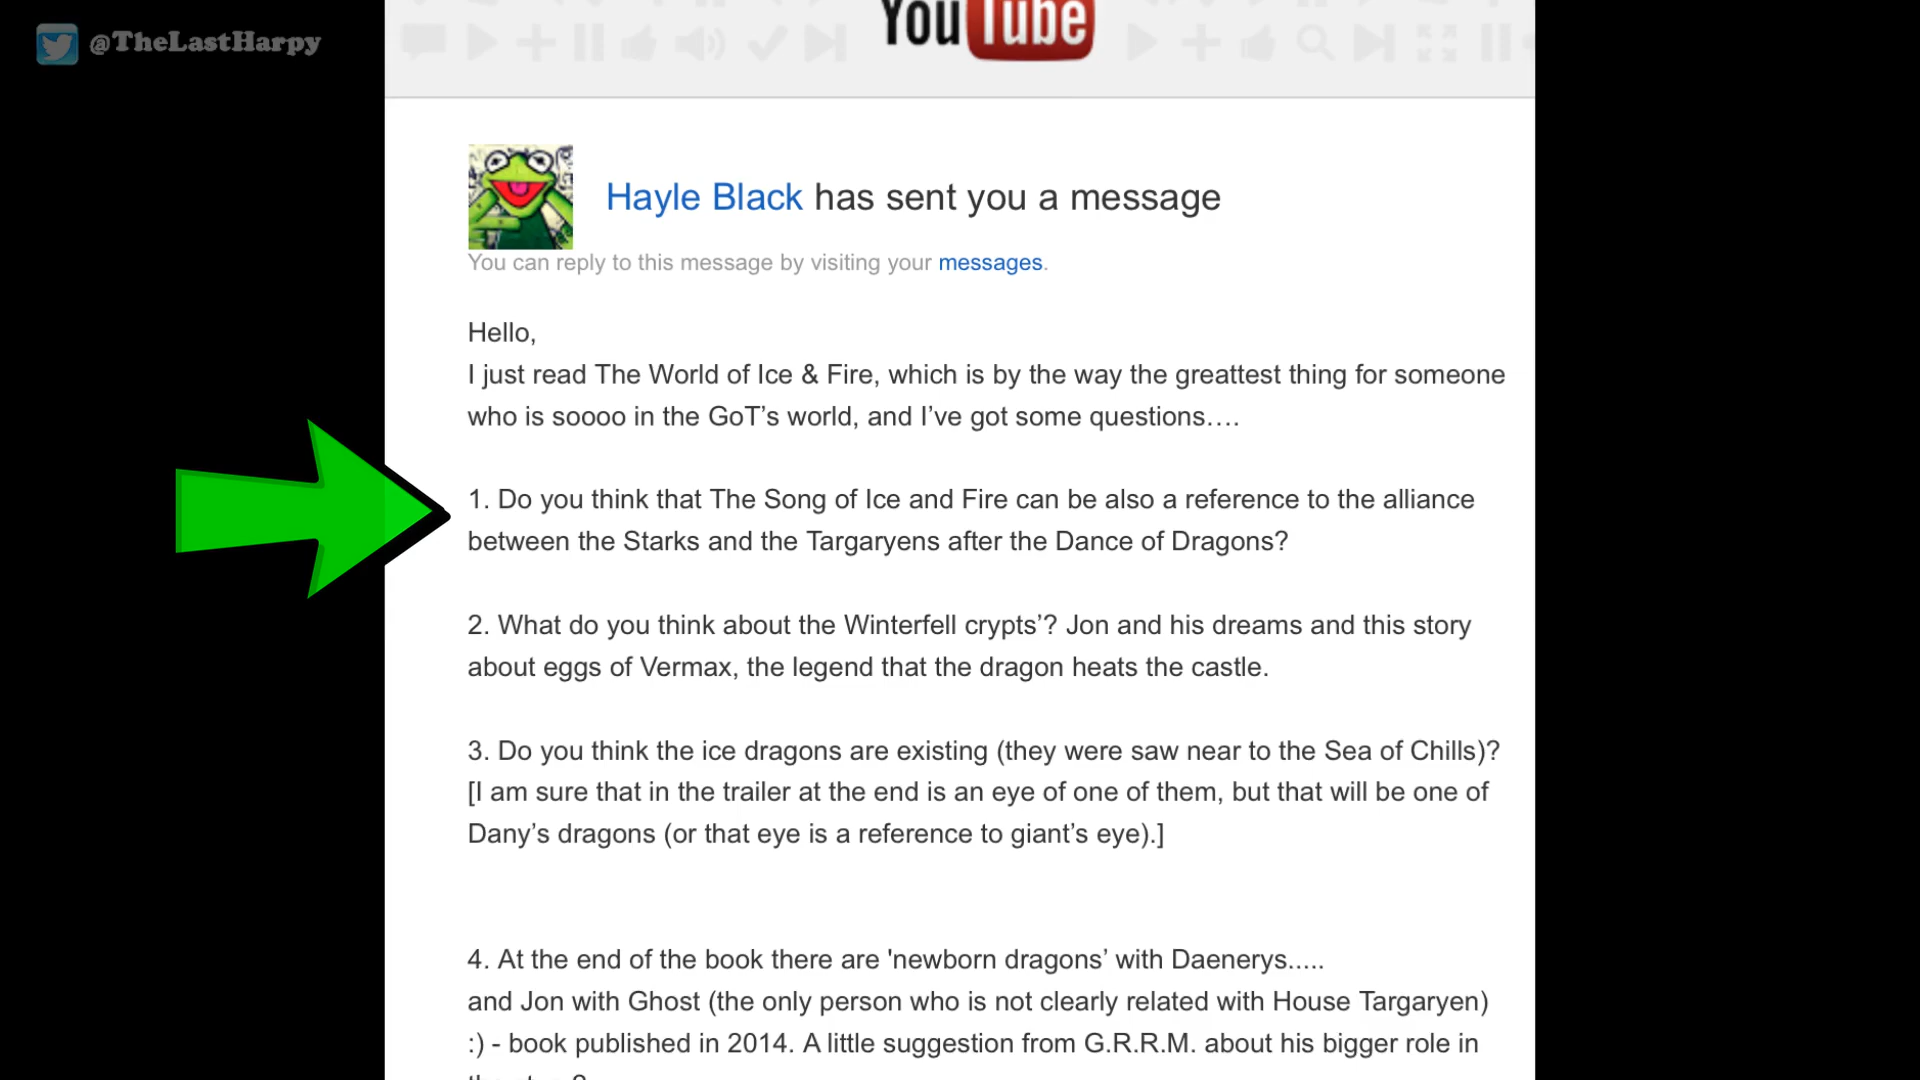 @TheLastHarpy
YouTube
Hayle Black has sent you a message
You can reply to this message by visiting your messages.
Hello,
I just read The World of Ice & Fire, which is by the way the greattest thing for someone
who is soooo in the GoT’s world, and I’ve got some questions….
1. Do you think that The Song of Ice and Fire can be also a reference to the alliance
between the Starks and the Targaryens after the Dance of Dragons?
2. What do you think about the Winterfell crypts’? Jon and his dreams and this story
about eggs of Vermax, the legend that the dragon heats the castle.
3. Do you think the ice dragons are existing (they were saw near to the Sea of Chills)?
[I am sure that in the trailer at the end is an eye of one of them, but that will be one of
Dany’s dragons (or that eye is a reference to giant’s eye).]
4. At the end of the book there are 'newborn dragons’ with Daenerys.....
and Jon with Ghost (the only person who is not clearly related with House Targaryen)
:) - book published in 2014. A little suggestion from G.R.R.M. about his bigger role in